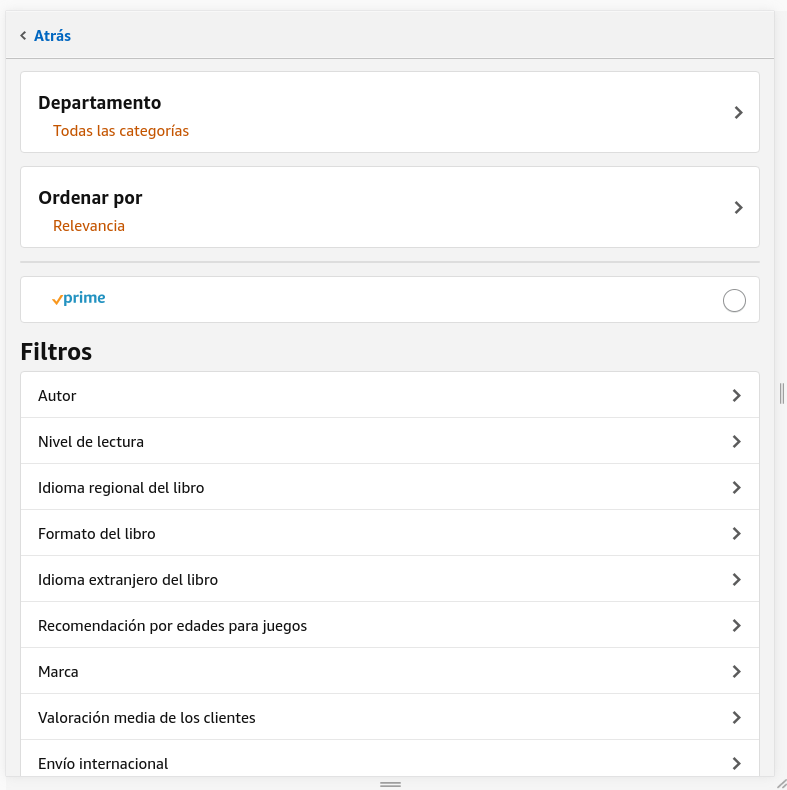 Atrás
Departamento
Todas las categorías
Ordenar por
Relevancia
prime
Filtros
Autor
Nivel de lectura
Idioma regional del libro
Formato del libro
Idioma extranjero del libro
Recomendación por edades para juegos
Marca
Valoración media de los clientes
Envío internacional